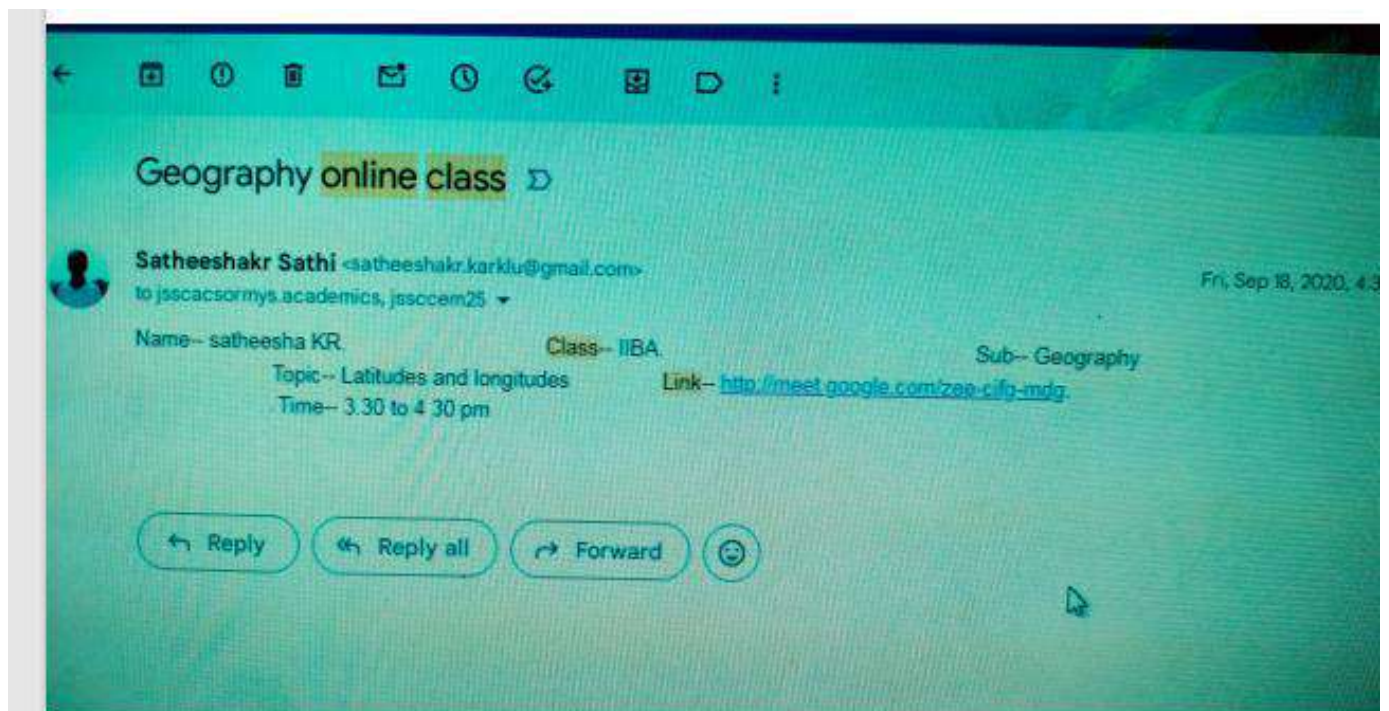 Geography online class
Satheeshakr Sathi <satheeshakr.karklu@gmail.com>
Fri, Sep 18, 2020, 4:3
to jsscacsormys.academics, jssccem25
Name-- satheesha KR. Class-- IIBA. Sub-- Geography
Topic-- Latitudes and longitudes Link-- http://meet.google.com/zee-cifg-mdg.
Time-- 3.30 to 4 30 pm
Reply Reply all Forward